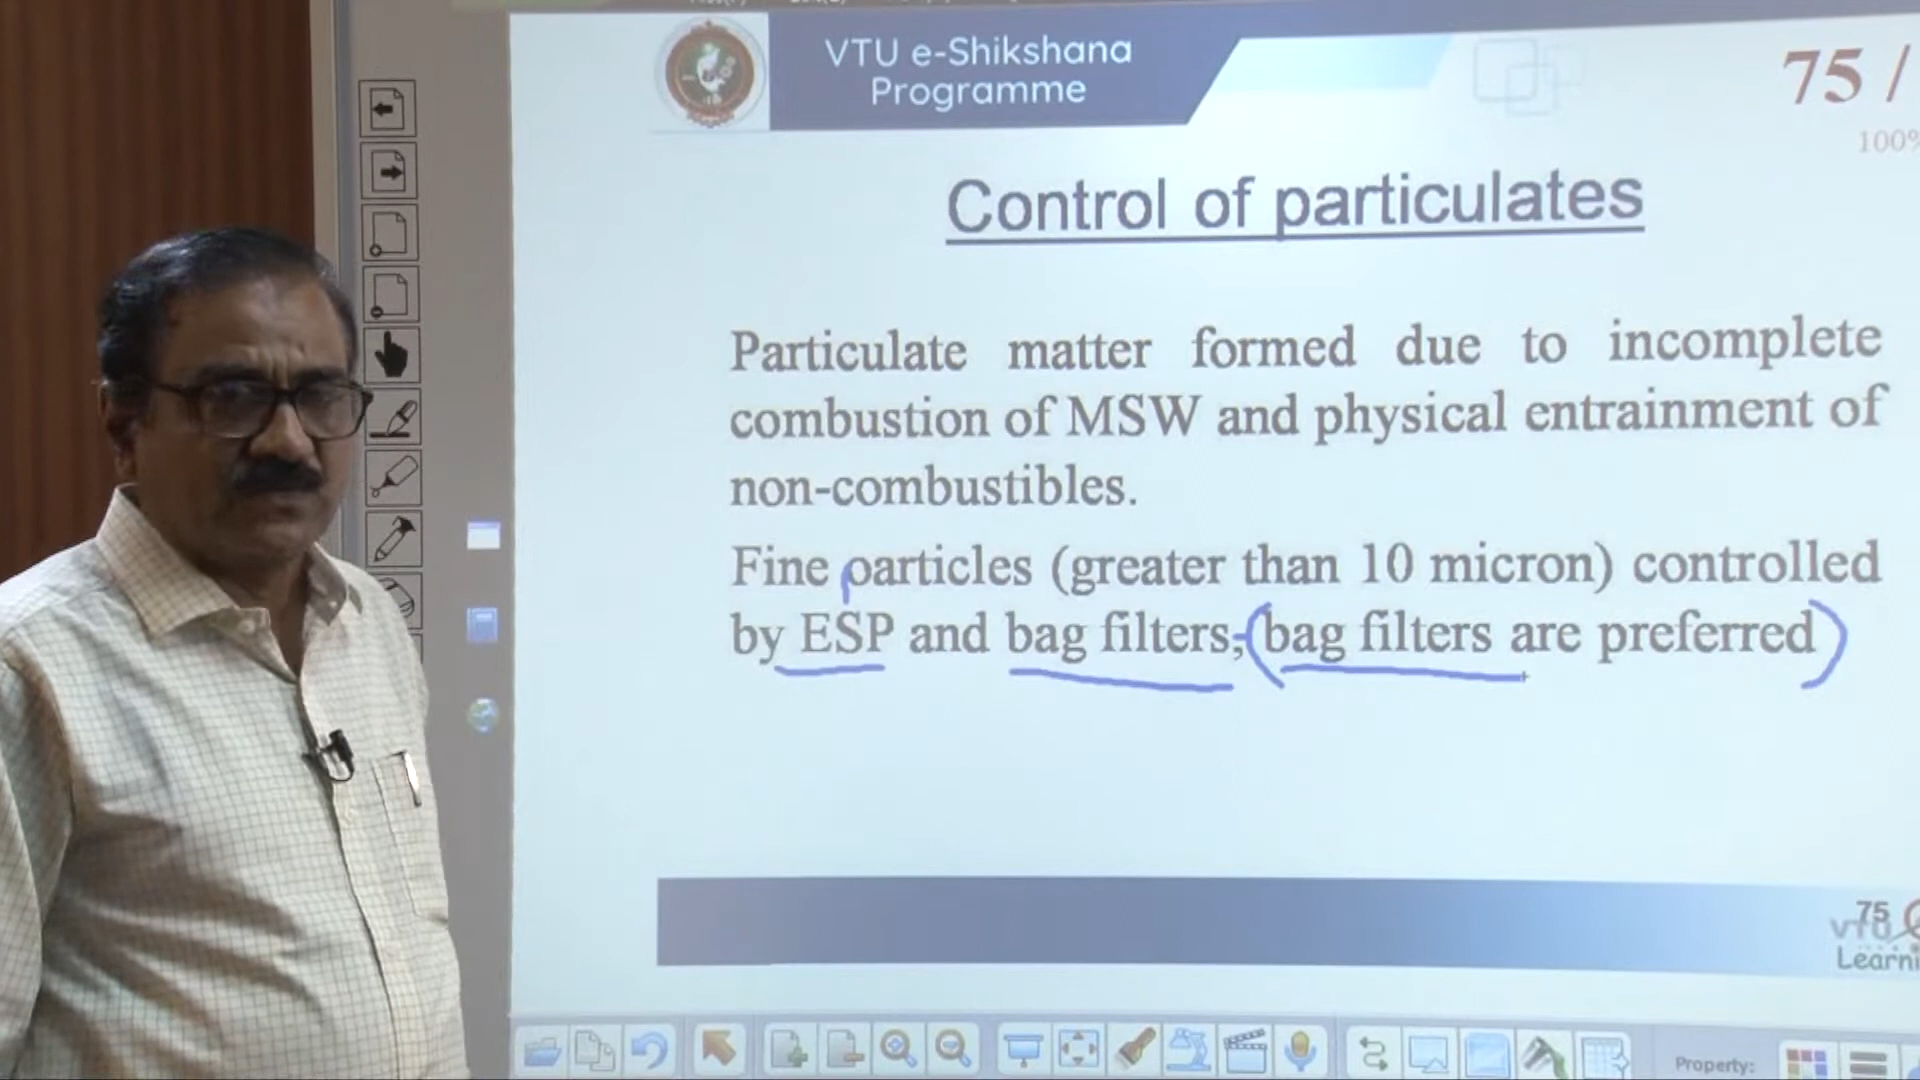 VTU e-Shikshana
Programme
75 /
100%
Control of particulates
Particulate matter formed due to incomplete
combustion of MSW and physical entrainment of
non-combustibles.
Fine particles (greater than 10 micron) controlled
by ESP and bag filters, (bag filters are preferred)
75
VTU
Learni
Property: